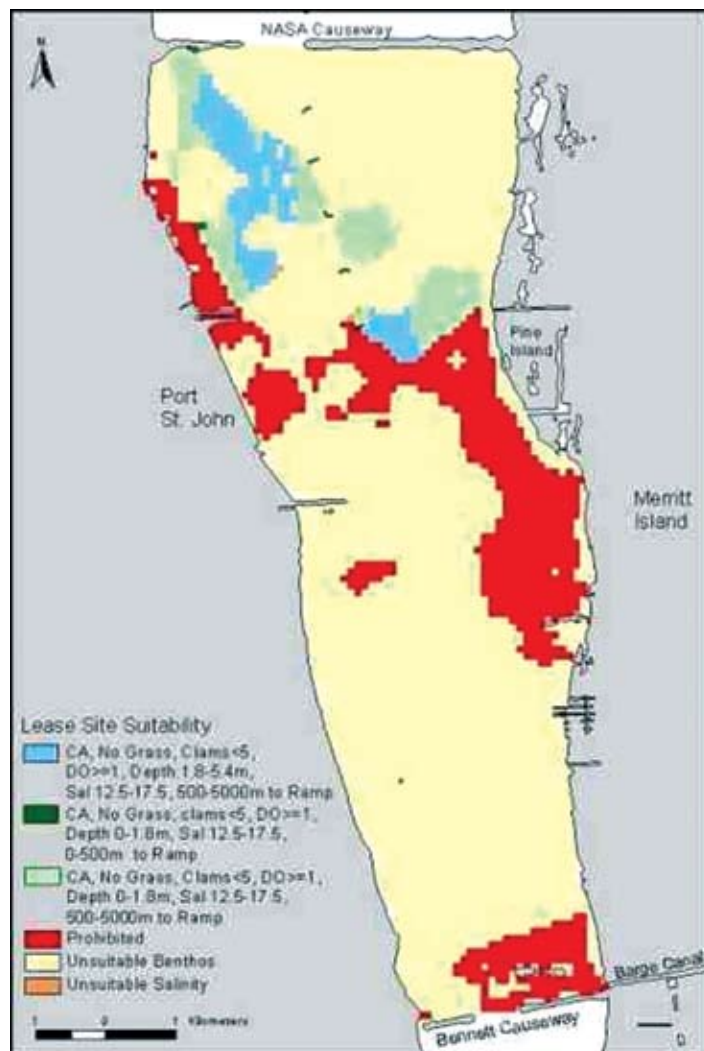 NASA Causeway
N
Pine
Island
Port
St. John
Merritt
Island
Lease Site Suitability
CA, No Grass, Clams<5,
DO>=1, Depth 1.8-5.4m,
Sal 12.5-17.5, 500-5000m to Ramp
CA, No Grass, clams<5, DO>=1,
Depth 0-1.8m, Sal 12.5-17.5,
0-500m to Ramp
CA, No Grass, Clams<5, DO>=1,
Depth 0-1.8m, Sal 12.5-17.5,
500-5000m to Ramp
Prohibited
Unsuitable Benthos
Unsuitable Salinity
Barge Canal
1 0 1 Kilometers
Bennett Causeway